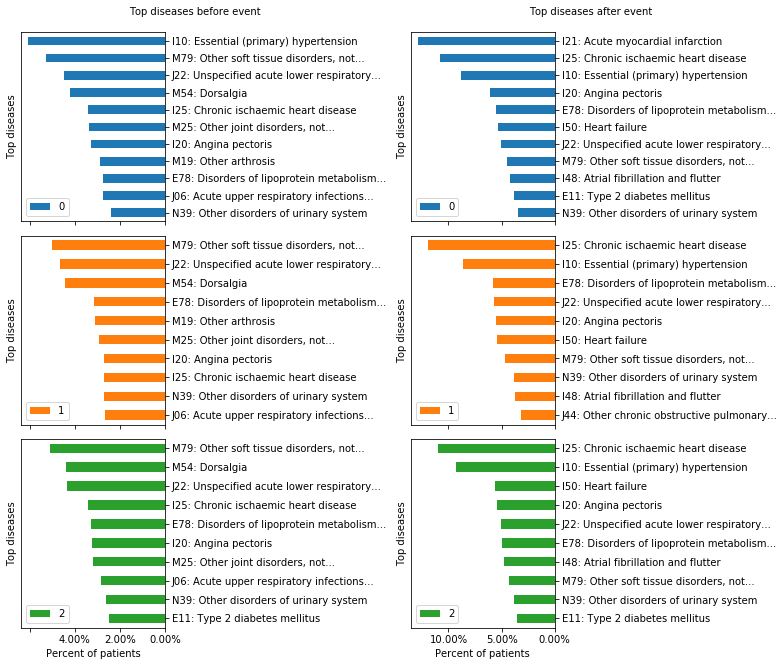 Top diseases before event
Top diseases
I10: Essential (primary) hypertension
M79: Other soft tissue disorders, not...
J22: Unspecified acute lower respiratory...
M54: Dorsalgia
I25: Chronic ischaemic heart disease
M25: Other joint disorders, not...
I20: Angina pectoris
M19: Other arthrosis
E78: Disorders of lipoprotein metabolism...
J06: Acute upper respiratory infections...
N39: Other disorders of urinary system
0
Top diseases
M79: Other soft tissue disorders, not...
J22: Unspecified acute lower respiratory...
M54: Dorsalgia
E78: Disorders of lipoprotein metabolism...
M19: Other arthrosis
M25: Other joint disorders, not...
I20: Angina pectoris
I25: Chronic ischaemic heart disease
N39: Other disorders of urinary system
J06: Acute upper respiratory infections...
1
Top diseases
M79: Other soft tissue disorders, not...
M54: Dorsalgia
J22: Unspecified acute lower respiratory...
I25: Chronic ischaemic heart disease
E78: Disorders of lipoprotein metabolism...
I20: Angina pectoris
M25: Other joint disorders, not...
J06: Acute upper respiratory infections...
N39: Other disorders of urinary system
E11: Type 2 diabetes mellitus
2
4.00% 2.00% 0.00%
Percent of patients
Top diseases after event
Top diseases
I21: Acute myocardial infarction
I25: Chronic ischaemic heart disease
I10: Essential (primary) hypertension
I20: Angina pectoris
E78: Disorders of lipoprotein metabolism...
I50: Heart failure
J22: Unspecified acute lower respiratory...
M79: Other soft tissue disorders, not...
I48: Atrial fibrillation and flutter
E11: Type 2 diabetes mellitus
N39: Other disorders of urinary system
0
Top diseases
I25: Chronic ischaemic heart disease
I10: Essential (primary) hypertension
E78: Disorders of lipoprotein metabolism...
J22: Unspecified acute lower respiratory...
I20: Angina pectoris
I50: Heart failure
M79: Other soft tissue disorders, not...
N39: Other disorders of urinary system
I48: Atrial fibrillation and flutter
J44: Other chronic obstructive pulmonary...
1
Top diseases
I25: Chronic ischaemic heart disease
I10: Essential (primary) hypertension
I50: Heart failure
I20: Angina pectoris
J22: Unspecified acute lower respiratory...
E78: Disorders of lipoprotein metabolism...
I48: Atrial fibrillation and flutter
M79: Other soft tissue disorders, not...
N39: Other disorders of urinary system
E11: Type 2 diabetes mellitus
2
10.00% 5.00% 0.00%
Percent of patients